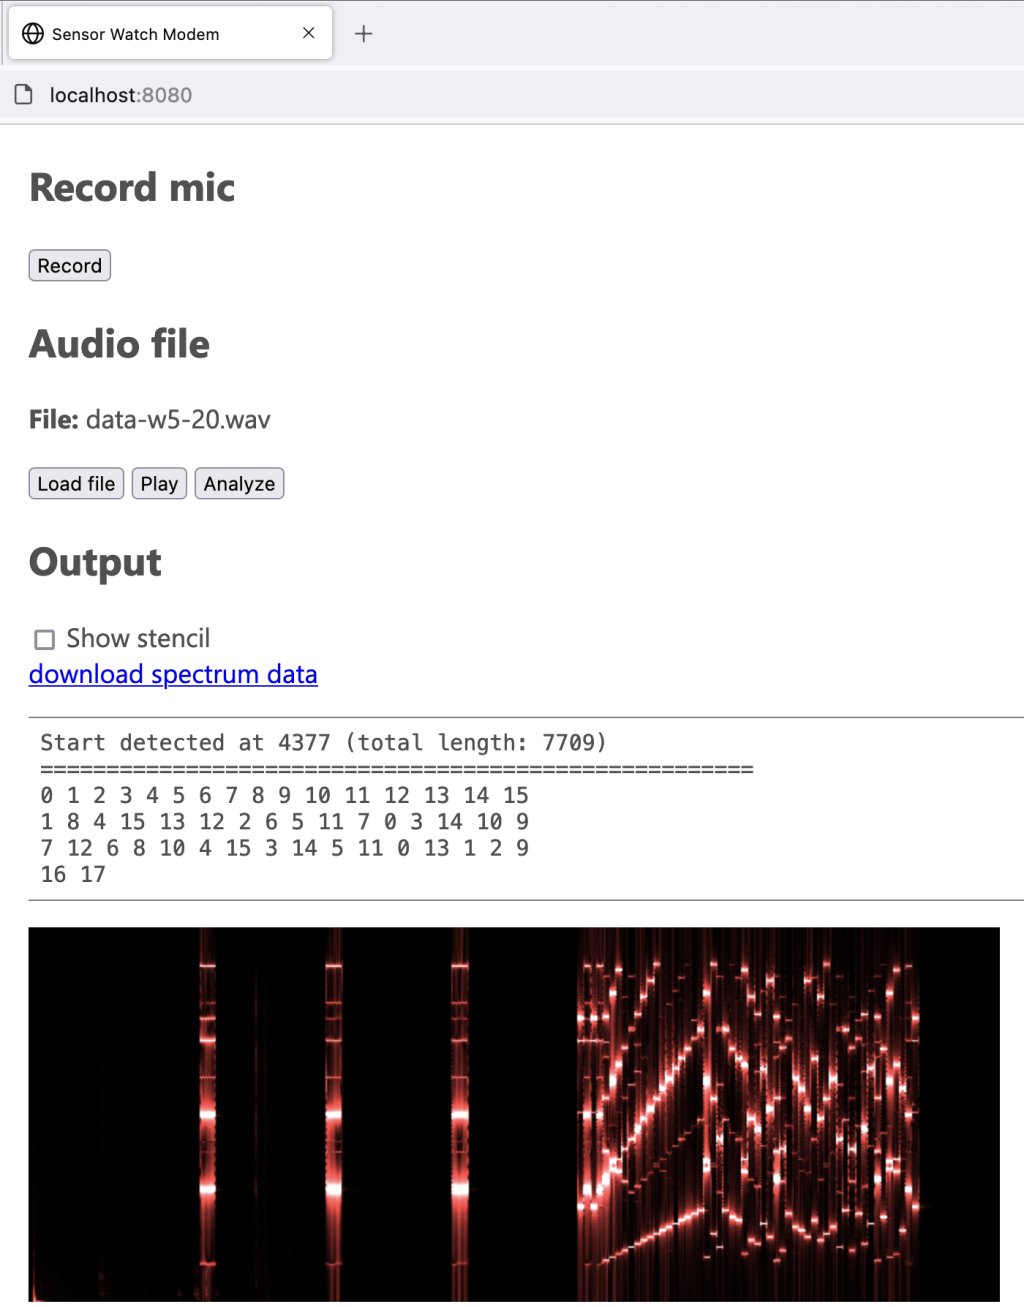 Sensor Watch Modem
localhost:8080
Record mic
Record
Audio file
File: data-w5-20.wav
Load file Play Analyze
Output
Show stencil
download spectrum data
Start detected at 4377 (total length: 7709)
======================================================
0 1 2 3 4 5 6 7 8 9 10 11 12 13 14 15
1 8 4 15 13 12 2 6 5 11 7 0 3 14 10 9
7 12 6 8 10 4 15 3 14 5 11 0 13 1 2 9
16 17